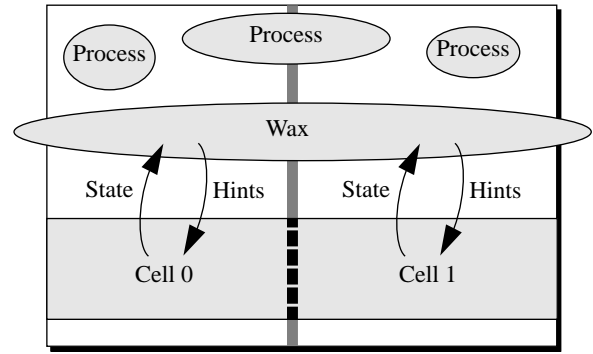 Process
Process
Process
Wax
State
Hints
State
Hints
Cell 0
Cell 1